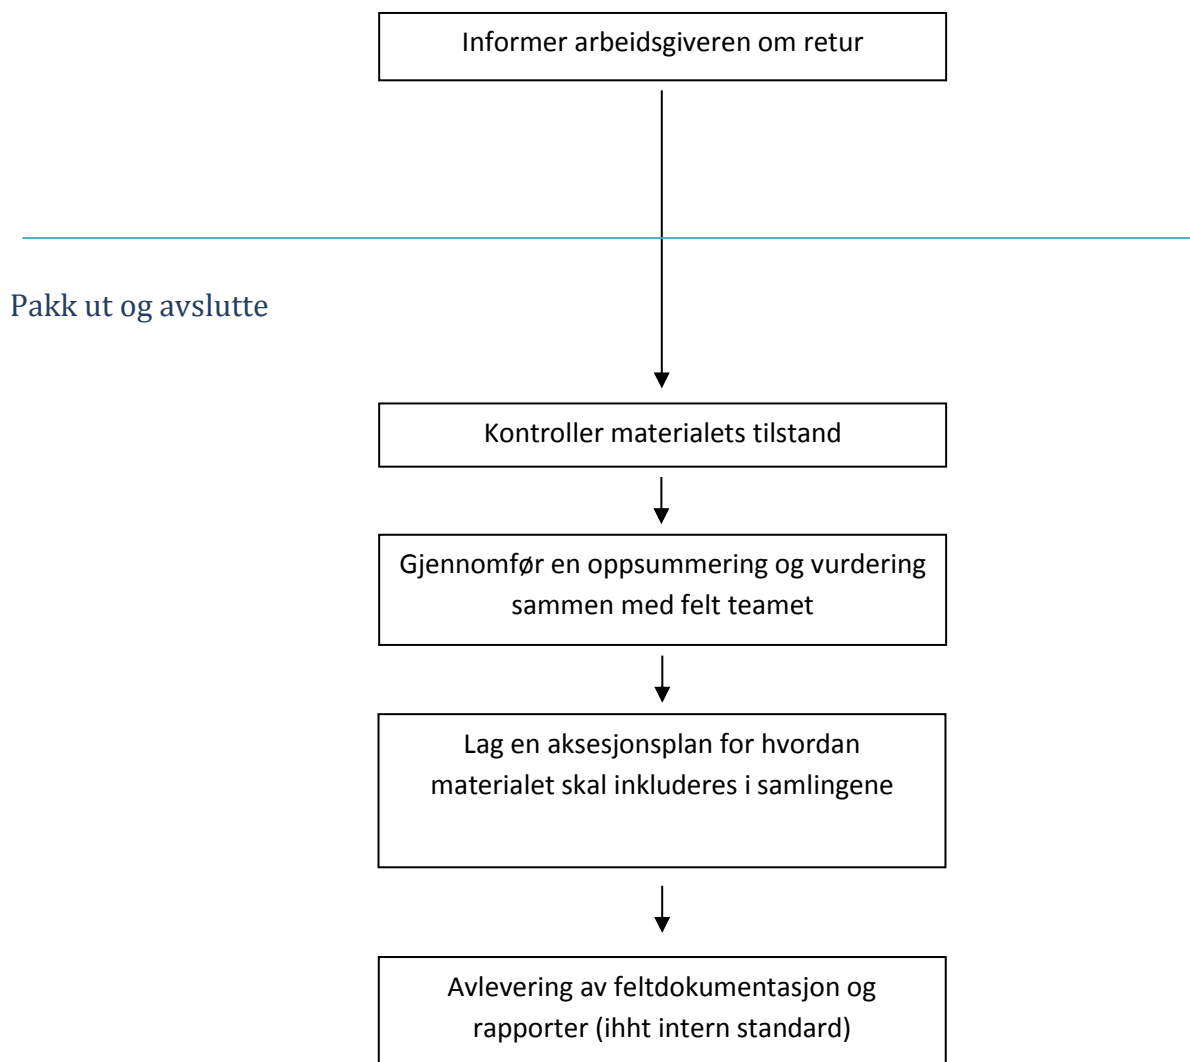 Informer arbeidsgiveren om retur
Pakk ut og avslutte
Kontroller materialets tilstand
Gjennomfør en oppsummering og vurdering
sammen med felt teamet
Lag en aksesjonsplan for hvordan
materialet skal inkluderes i samlingene
Avlevering av feltdokumentasjon og
rapporter (ihht intern standard)